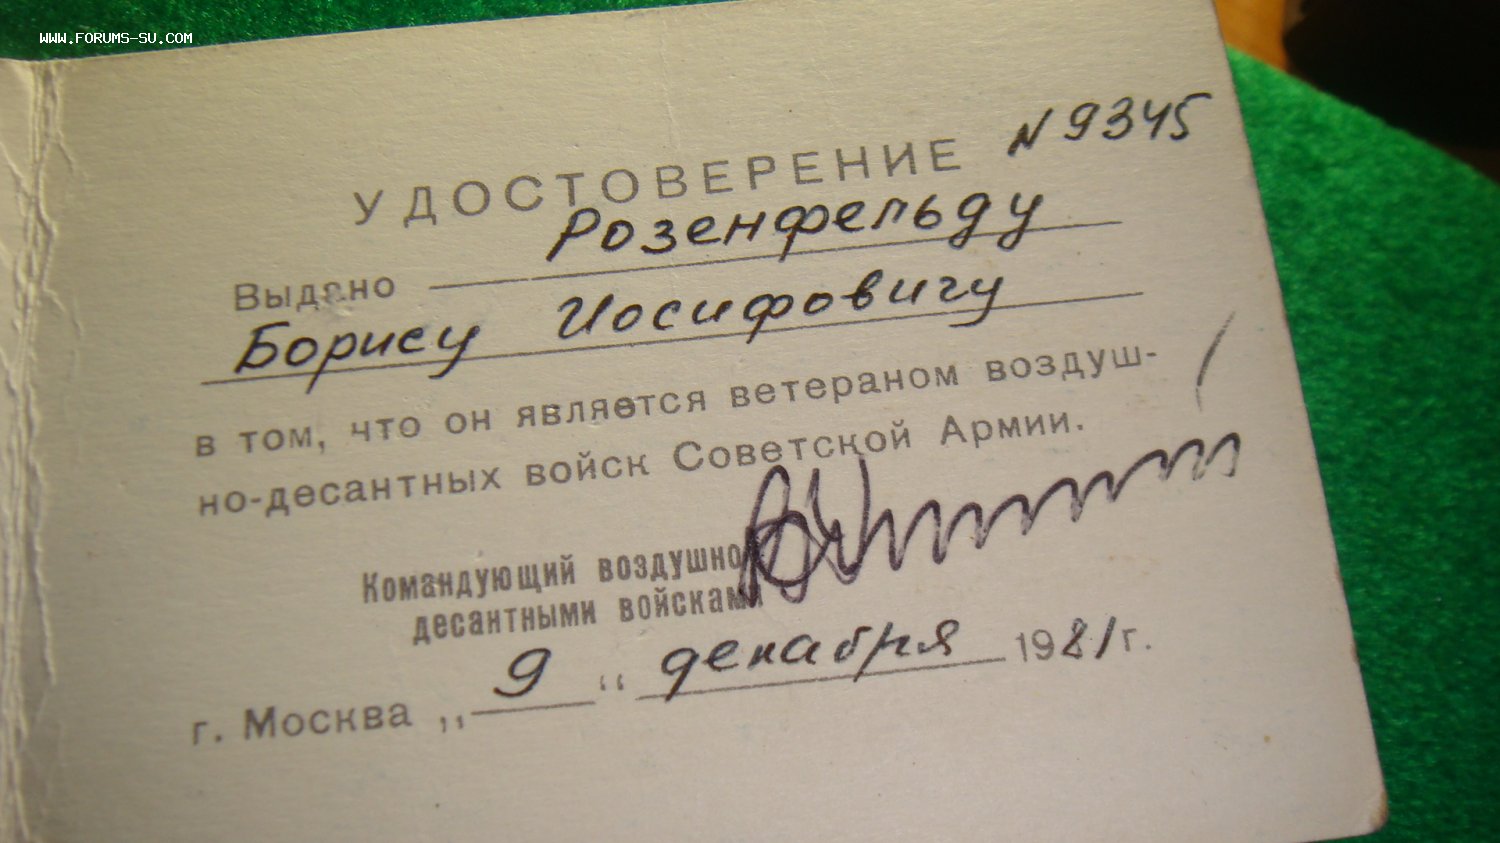 WWW.FORUMS-SU.COM
N 9345
УДОСТОВЕРЕНИЕ
Выдано Розенфельду
Борису Иосифовичу
в том, что он является ветераном воздуш-
но-десантных войск Советской Армии.
Командующий воздушно
десантными войсками
г. Москва „ 9 “ декабря 1981 г.